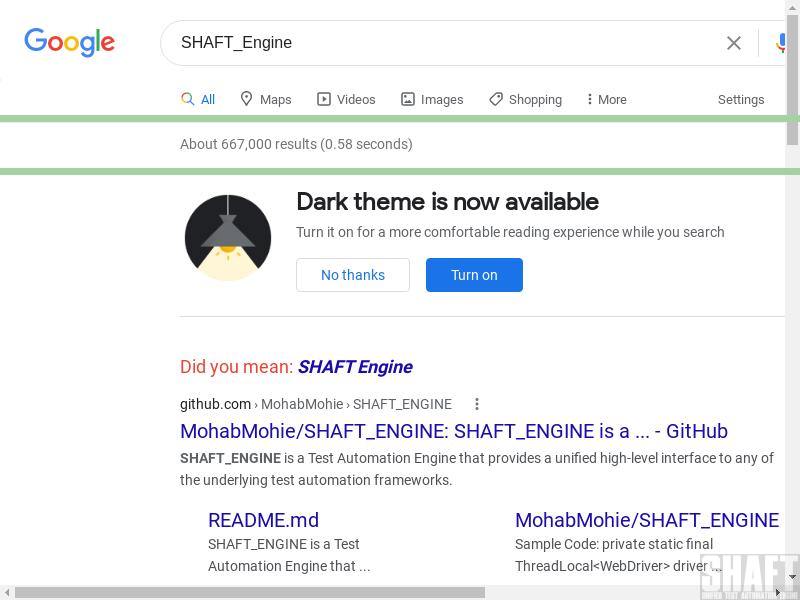 Google
SHAFT_Engine
All Maps Videos Images Shopping More Settings
About 667,000 results (0.58 seconds)
Dark theme is now available
Turn it on for a more comfortable reading experience while you search
No thanks Turn on
Did you mean: SHAFT Engine
github.com › MohabMohie › SHAFT_ENGINE
MohabMohie/SHAFT_ENGINE: SHAFT_ENGINE is a ... - GitHub
SHAFT_ENGINE is a Test Automation Engine that provides a unified high-level interface to any of
the underlying test automation frameworks.
README.md
SHAFT_ENGINE is a Test
Automation Engine that ...
MohabMohie/SHAFT_ENGINE
Sample Code: private static final
ThreadLocal<WebDriver> driver ...
SHAFT